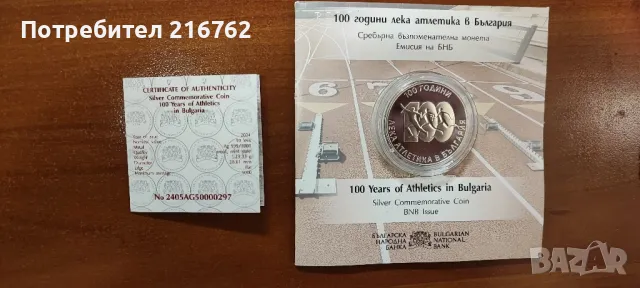 Потребител 216762
CERTIFICATE OF AUTHENTICITY
Silver Commemorative Coin
100 Years of Athletics
in Bulgaria
2024
No 2405AG50000297
100 години лека атлетика в България
Сребърна възпоменателна монета
Емисия на БНБ
6
100 ГОДИНИ
ЛЕКА АТЛЕТИКА В БЪЛГАРИЯ
100 Years of Athletics in Bulgaria
Silver Commemorative Coin
BNB Issue
БЪЛГАРСКА
НАРОДНА
БАНКА
BULGARIAN
NATIONAL
BANK
BAZAR